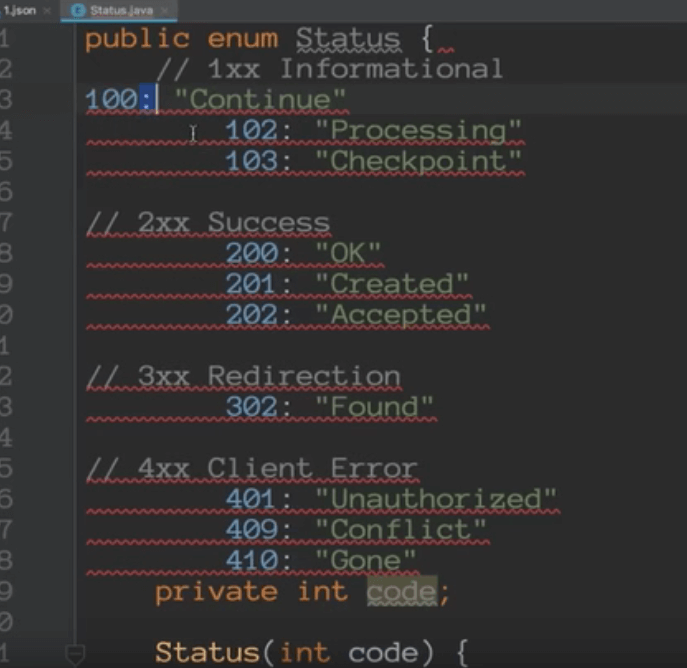 1.json × Status.java ×
1 public enum Status {
2 // 1xx Informational
3 100: "Continue"
4 102: "Processing"
5 103: "Checkpoint"
6
7 // 2xx Success
8 200: "OK"
9 201: "Created"
0 202: "Accepted"
1
2 // 3xx Redirection
3 302: "Found"
4
5 // 4xx Client Error
6 401: "Unauthorized"
7 409: "Conflict"
8 410: "Gone"
9 private int code;
0
1 Status(int code) {